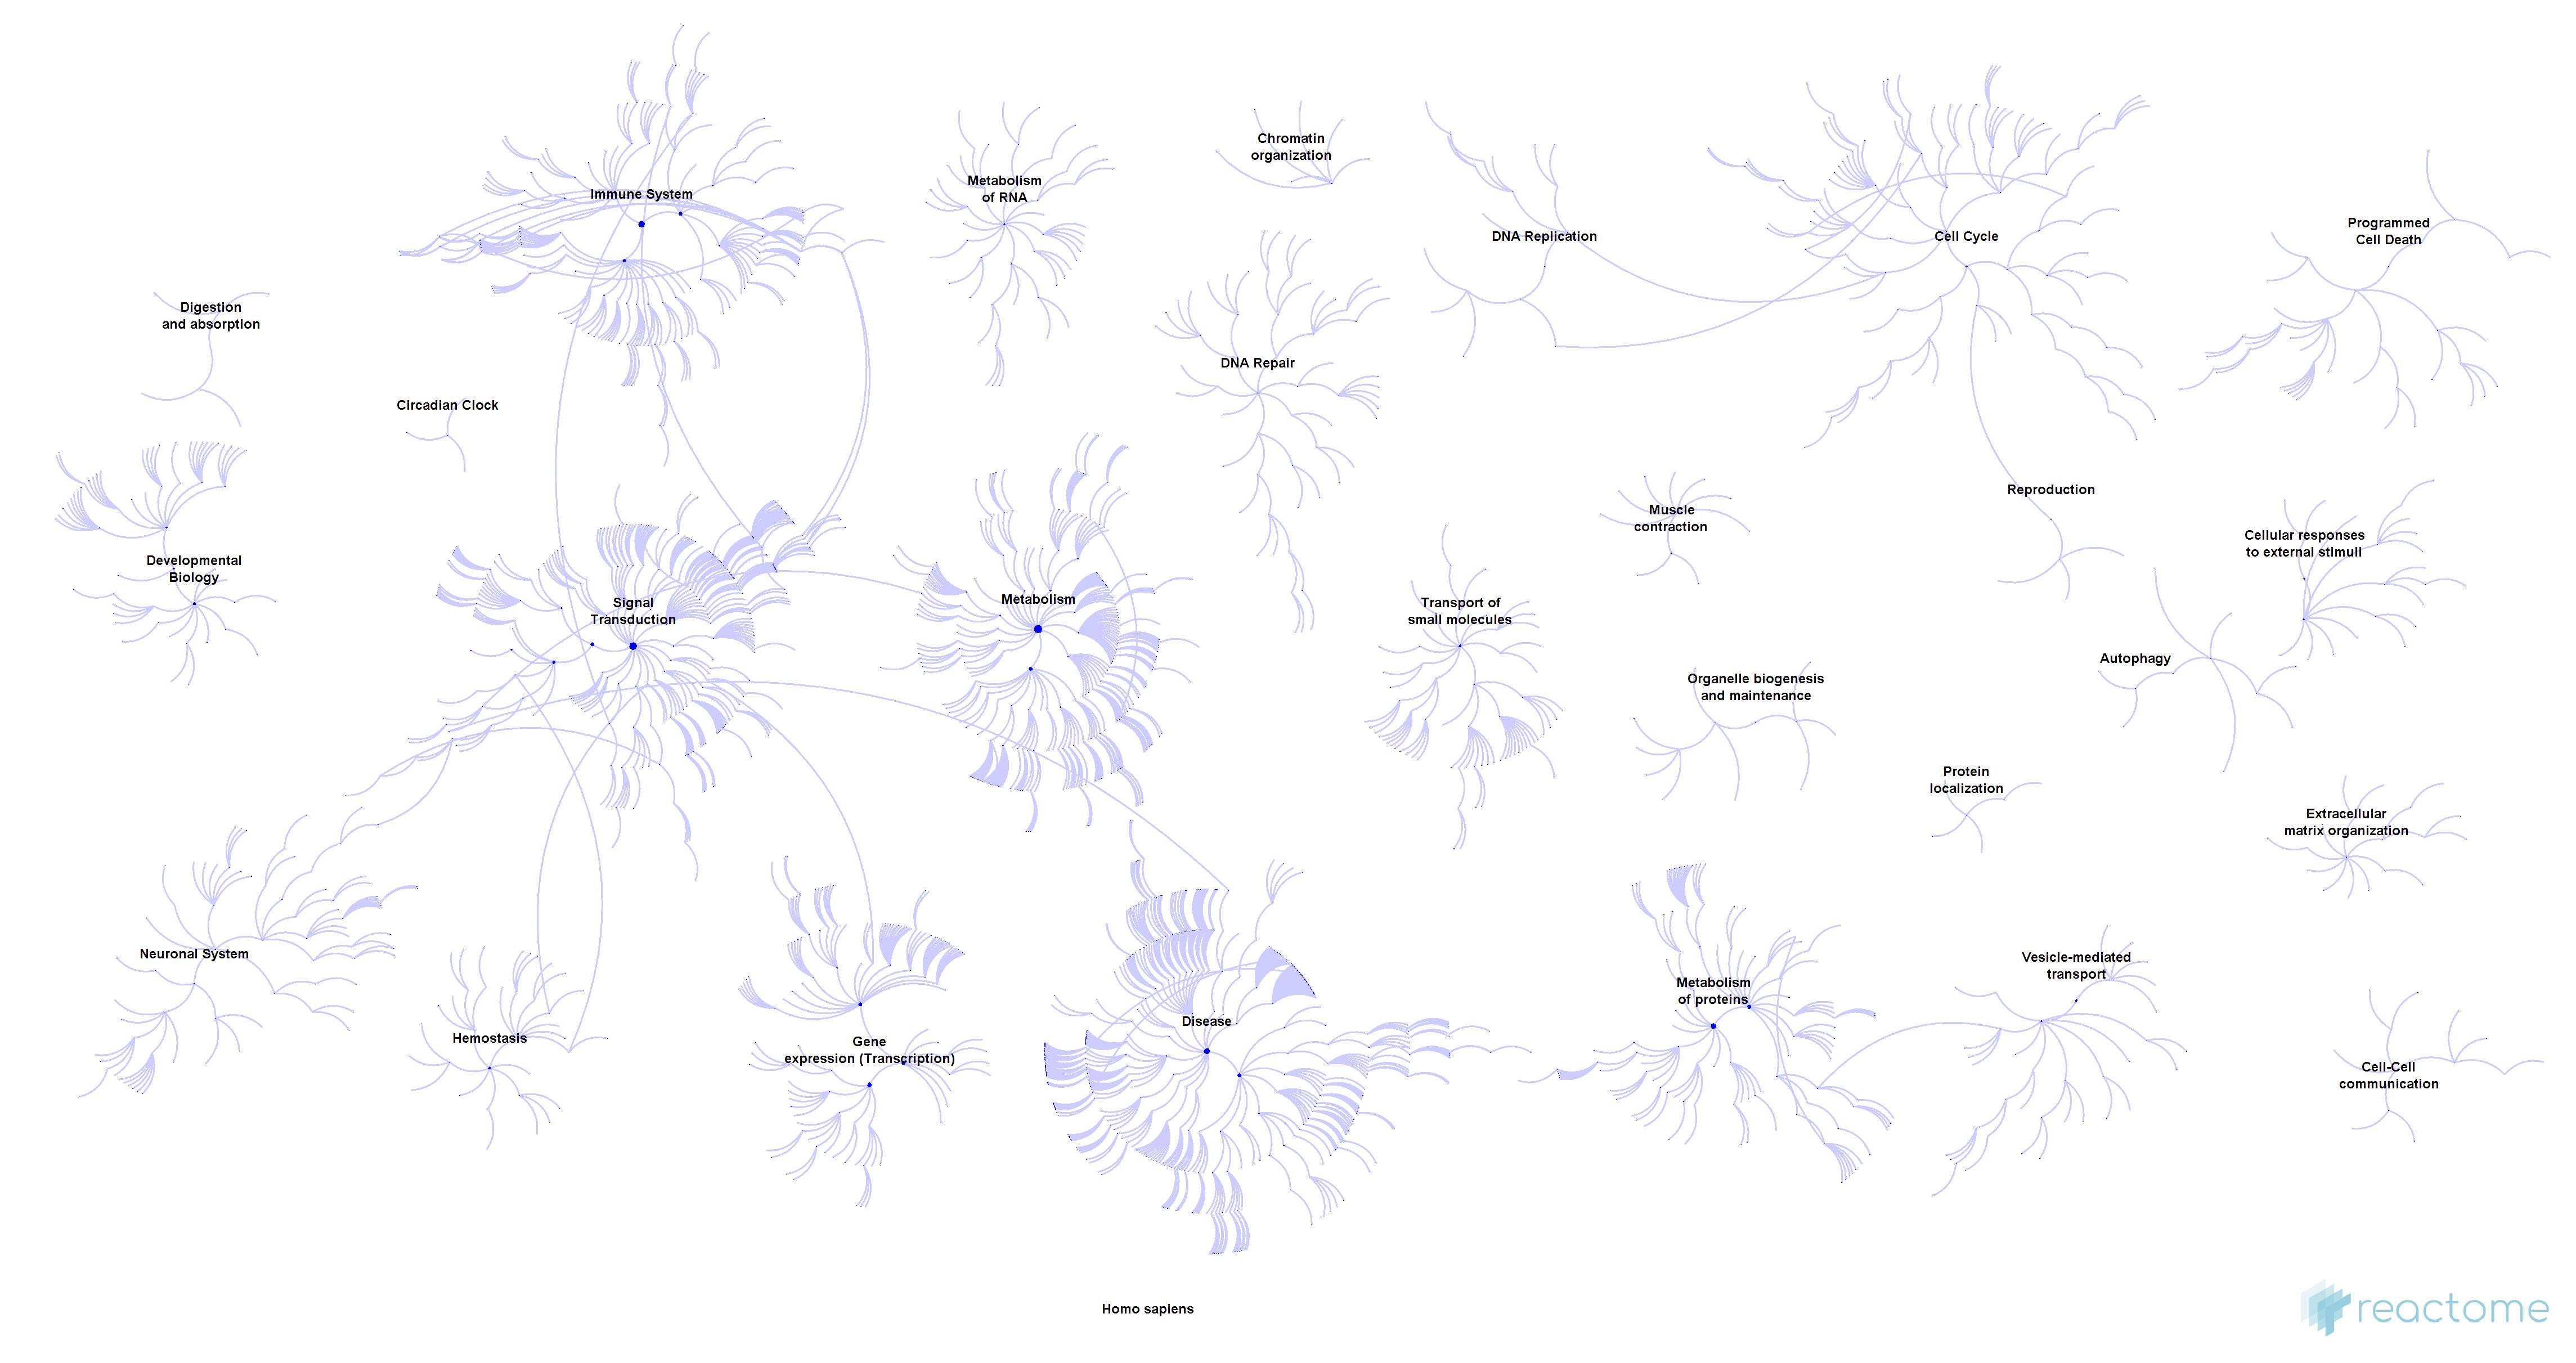 Chromatin
organization
Immune System
Metabolism
of RNA
DNA Replication
Cell Cycle
Programmed
Cell Death
Digestion
and absorption
DNA Repair
Circadian Clock
Reproduction
Muscle
contraction
Cellular responses
to external stimuli
Developmental
Biology
Signal
Transduction
Metabolism
Transport of
small molecules
Autophagy
Organelle biogenesis
and maintenance
Protein
localization
Extracellular
matrix organization
Neuronal System
Vesicle-mediated
transport
Metabolism
of proteins
Disease
Hemostasis
Gene
expression (Transcription)
Cell-Cell
communication
Homo sapiens
reactome